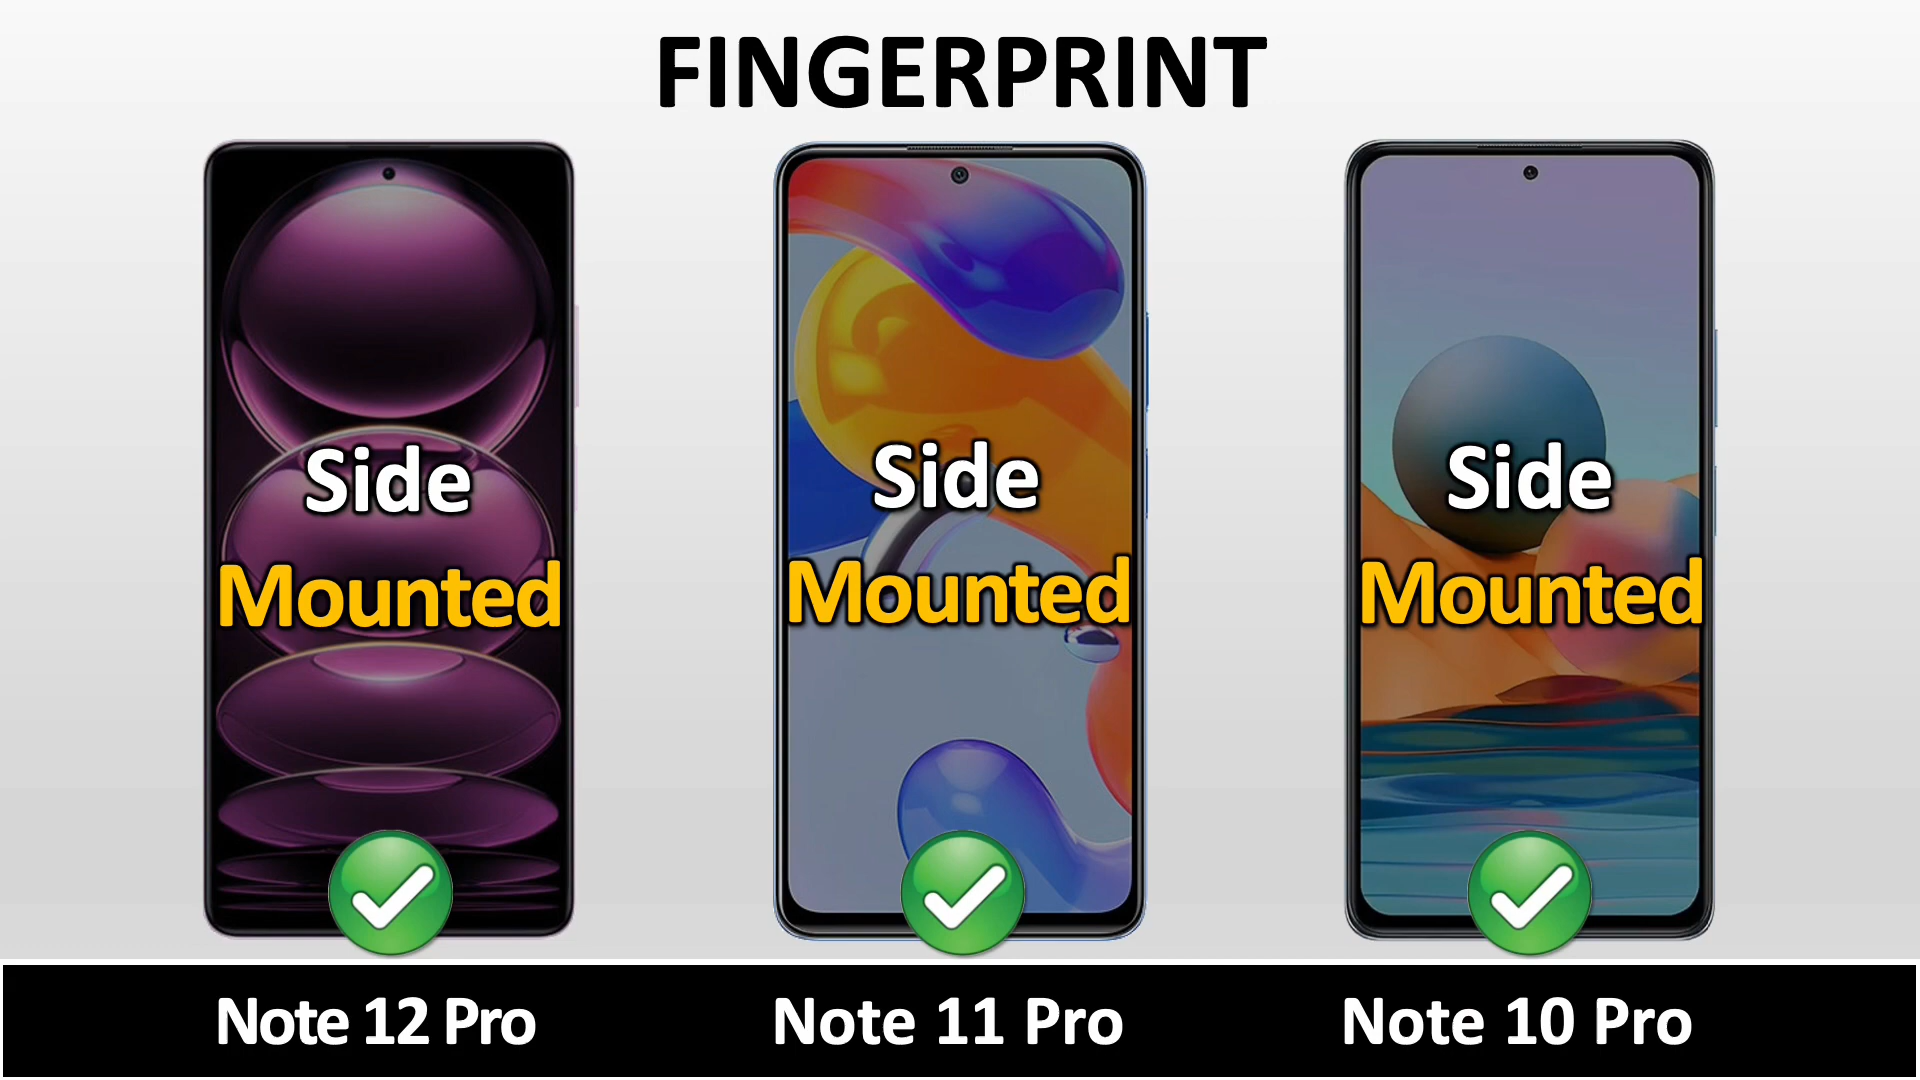 FINGERPRINT
Side
Mounted
Side
Mounted
Side
Mounted
Note 12 Pro
Note 11 Pro
Note 10 Pro